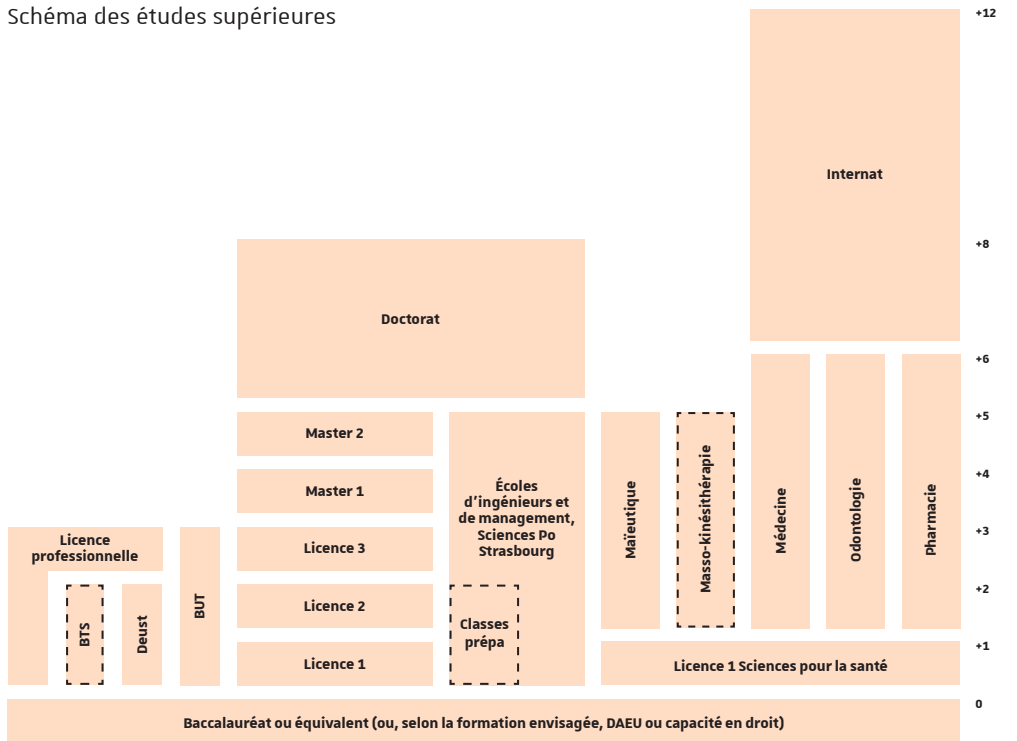 Schéma des études supérieures
+12
Internat
+8
Doctorat
+6
+5
Master 2
+4
Master 1
Écoles
d'ingénieurs et
de management,
Sciences Po
Strasbourg
Maïeutique
Masso-kinésithérapie
Médecine
Odontologie
Pharmacie
+3
Licence
professionnelle
Licence 3
+2
BTS
Deust
BUT
Licence 2
Classes
prépa
+1
Licence 1
Licence 1 Sciences pour la santé
0
Baccalauréat ou équivalent (ou, selon la formation envisagée, DAEU ou capacité en droit)